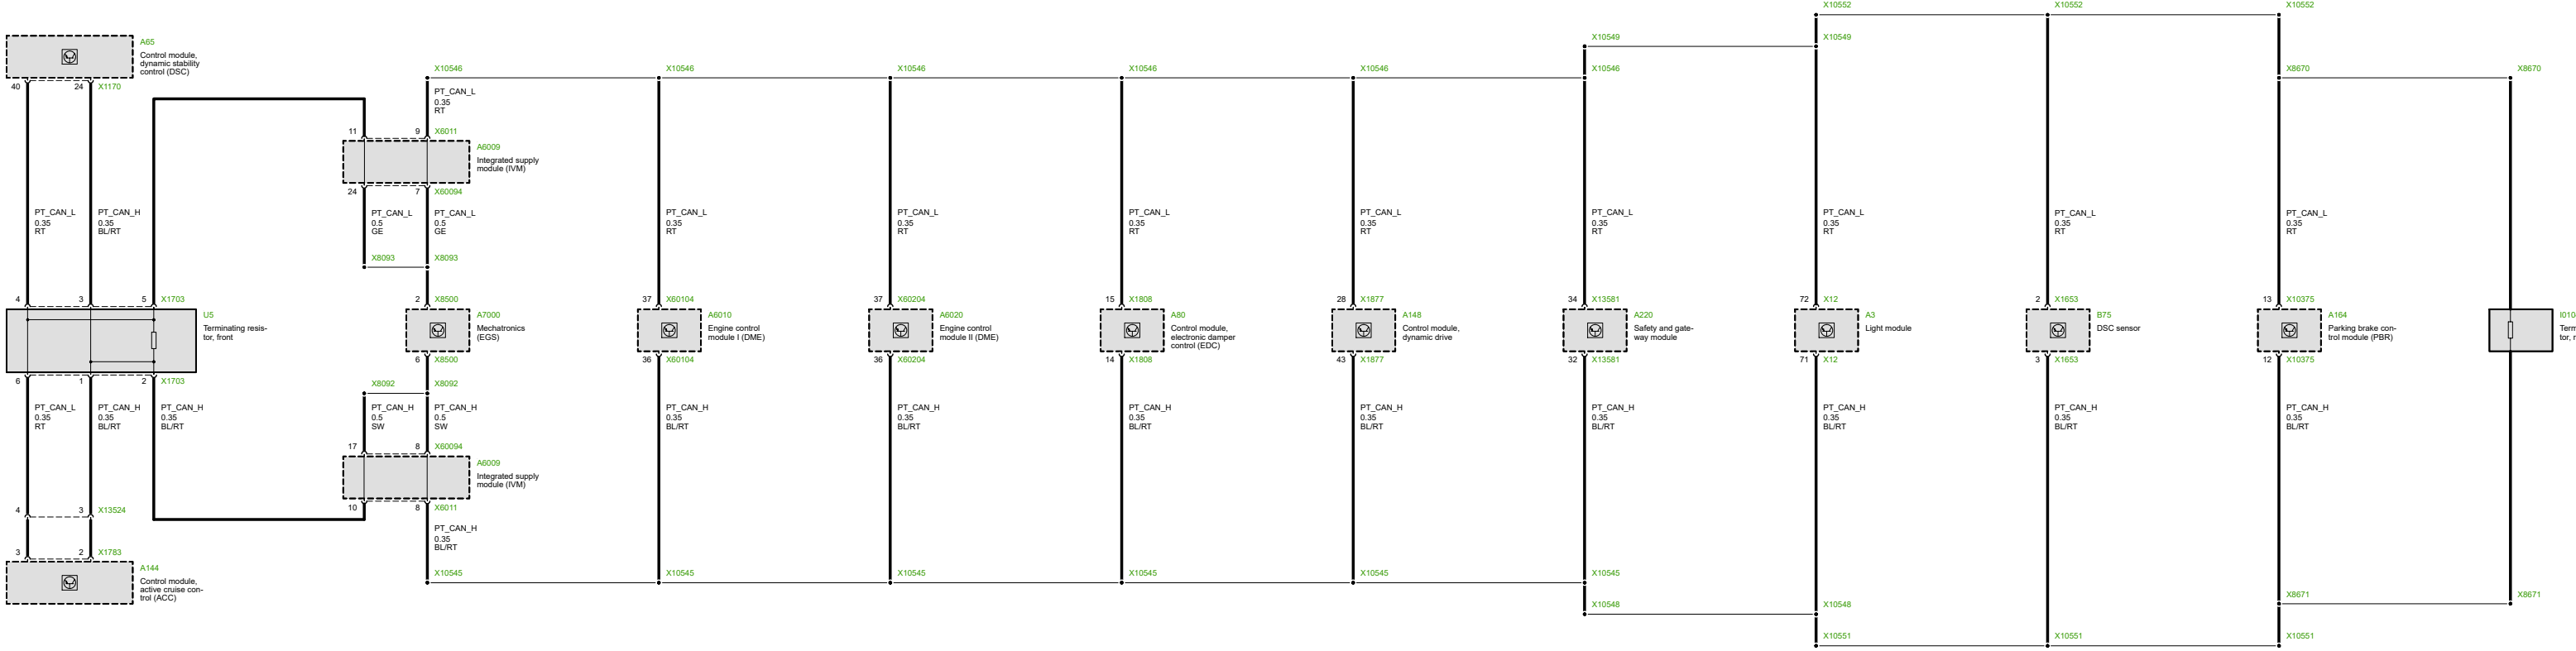 X10552
X10552
X10552
X10549
X10549
A65
Control module,
dynamic stability
control (DSC)
X10546
X10546
X10546
X10546
X10546
X10546
X8670
X8670
40
24
X1170
PT_CAN_L
0.35
RT
11
9
X6011
A6009
Integrated supply
module (IVM)
24
7
X60094
PT_CAN_L
0.35
RT
PT_CAN_H
0.35
BL/RT
PT_CAN_L
0.5
GE
PT_CAN_L
0.5
GE
PT_CAN_L
0.35
RT
PT_CAN_L
0.35
RT
PT_CAN_L
0.35
RT
PT_CAN_L
0.35
RT
PT_CAN_L
0.35
RT
PT_CAN_L
0.35
RT
PT_CAN_L
0.35
RT
PT_CAN_L
0.35
RT
X8093
X8093
4
3
5
X1703
2
X8500
37
X60104
37
X60204
15
X1808
28
X1877
34
X13581
72
X12
2
X1653
13
X10375
U5
Terminating resis-
tor, front
A7000
Mechatronics
(EGS)
A6010
Engine control
module I (DME)
A6020
Engine control
module II (DME)
A80
Control module,
electronic damper
control (EDC)
A148
Control module,
dynamic drive
A220
Safety and gate-
way module
A3
Light module
B75
DSC sensor
A164
Parking brake con-
trol module (PBR)
tor,
6
1
2
X1703
6
X8500
36
X60104
36
X60204
14
X1808
43
X1877
32
X13581
71
X12
3
X1653
12
X10375
X8092
X8092
PT_CAN_L
0.35
RT
PT_CAN_H
0.35
BL/RT
PT_CAN_H
0.35
BL/RT
PT_CAN_H
0.5
SW
PT_CAN_H
0.5
SW
PT_CAN_H
0.35
BL/RT
PT_CAN_H
0.35
BL/RT
PT_CAN_H
0.35
BL/RT
PT_CAN_H
0.35
BL/RT
PT_CAN_H
0.35
BL/RT
PT_CAN_H
0.35
BL/RT
PT_CAN_H
0.35
BL/RT
PT_CAN_H
0.35
BL/RT
17
8
X60094
A6009
Integrated supply
module (IVM)
10
8
X6011
4
3
X13524
PT_CAN_H
0.35
BL/RT
3
2
X1783
A144
Control module,
active cruise con-
trol (ACC)
X10545
X10545
X10545
X10545
X10545
X10545
X8671
X8671
X10548
X10548
X10551
X10551
X10551